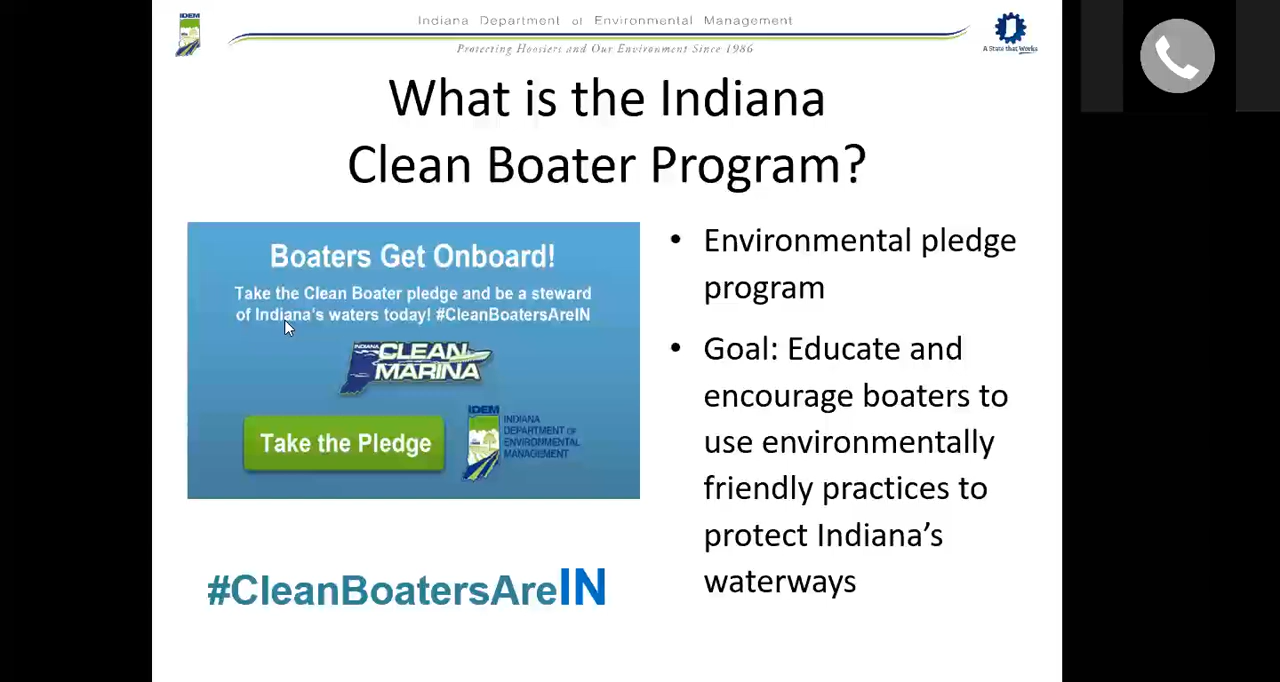 IDEM
Indiana Department of Environmental Management
Protecting Hoosiers and Our Environment Since 1986
A State that Works
What is the Indiana
Clean Boater Program?
Boaters Get Onboard!
Take the Clean Boater pledge and be a steward
of Indiana's waters today! #CleanBoatersAreIN
INDIANA
CLEAN
MARINA
Take the Pledge
IDEM
INDIANA
DEPARTMENT OF
ENVIRONMENTAL
MANAGEMENT
#CleanBoatersAreIN
• Environmental pledge
program
• Goal: Educate and
encourage boaters to
use environmentally
friendly practices to
protect Indiana’s
waterways